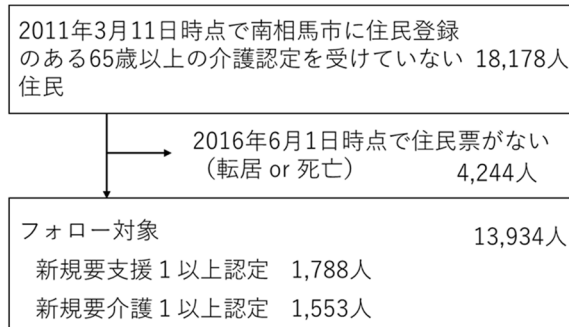 2011年3月11日時点で南相馬市に住民登録
のある65歳以上の介護認定を受けていない 18,178人
住民
2016年6月1日時点で住民票がない
（転居 or 死亡） 4,244人
フォロー対象 13,934人
新規要支援１以上認定 1,788人
新規要介護１以上認定 1,553人